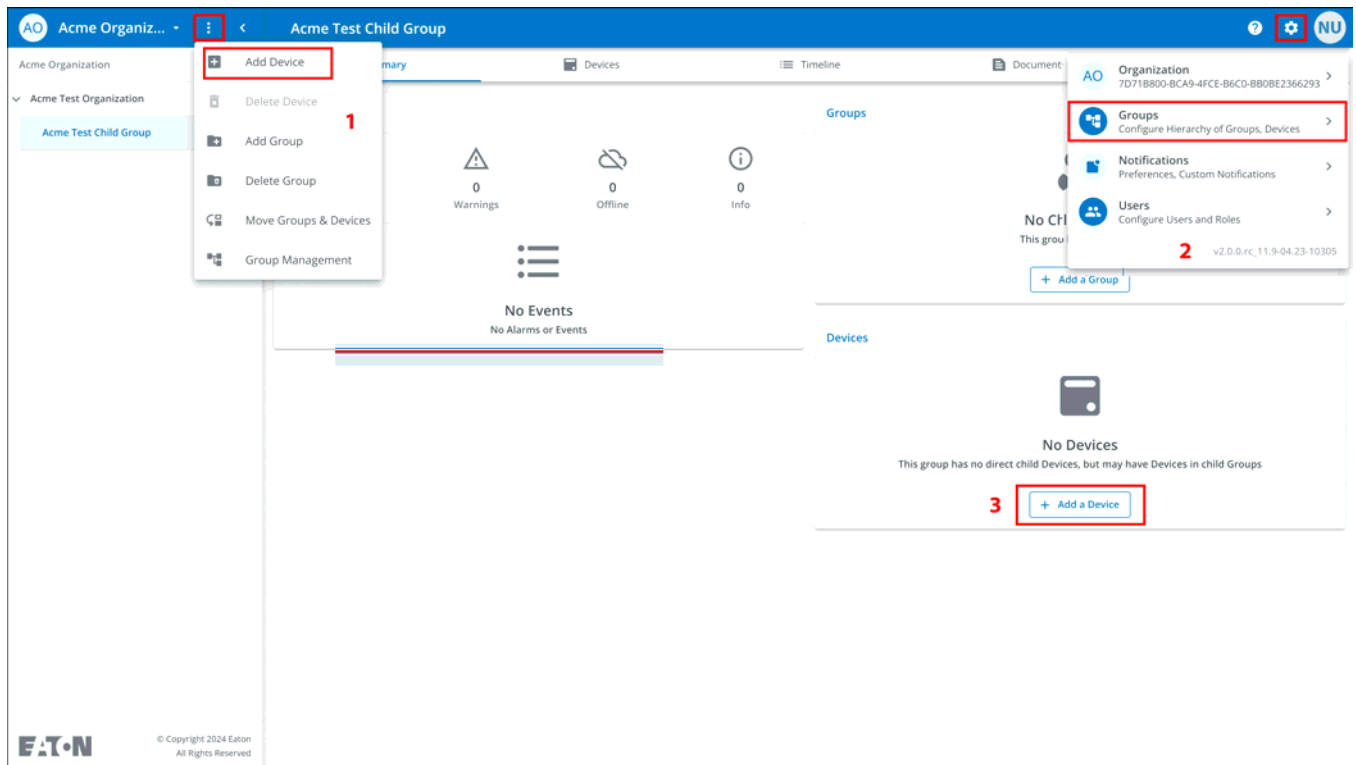 AO Acme Organiz... Acme Test Child Group ? NU
Acme Organization
Acme Test Organization
Acme Test Child Group
Add Device
Delete Device
1
Add Group
Delete Group
Move Groups & Devices
Group Management
mary
Devices
Timeline
Document
0
Warnings
0
Offline
0
Info
No Events
No Alarms or Events
Groups
No Ch
This grou
+ Add a Group
AO Organization
7D71B800-BCA9-4FCE-B6C0-BB0BE2366293
Groups
Configure Hierarchy of Groups, Devices
Notifications
Preferences, Custom Notifications
Users
Configure Users and Roles
2
v2.0.0.rc_11.9-04.23-10305
Devices
No Devices
This group has no direct child Devices, but may have Devices in child Groups
3
+ Add a Device
EATON
© Copyright 2024 Eaton
All Rights Reserved